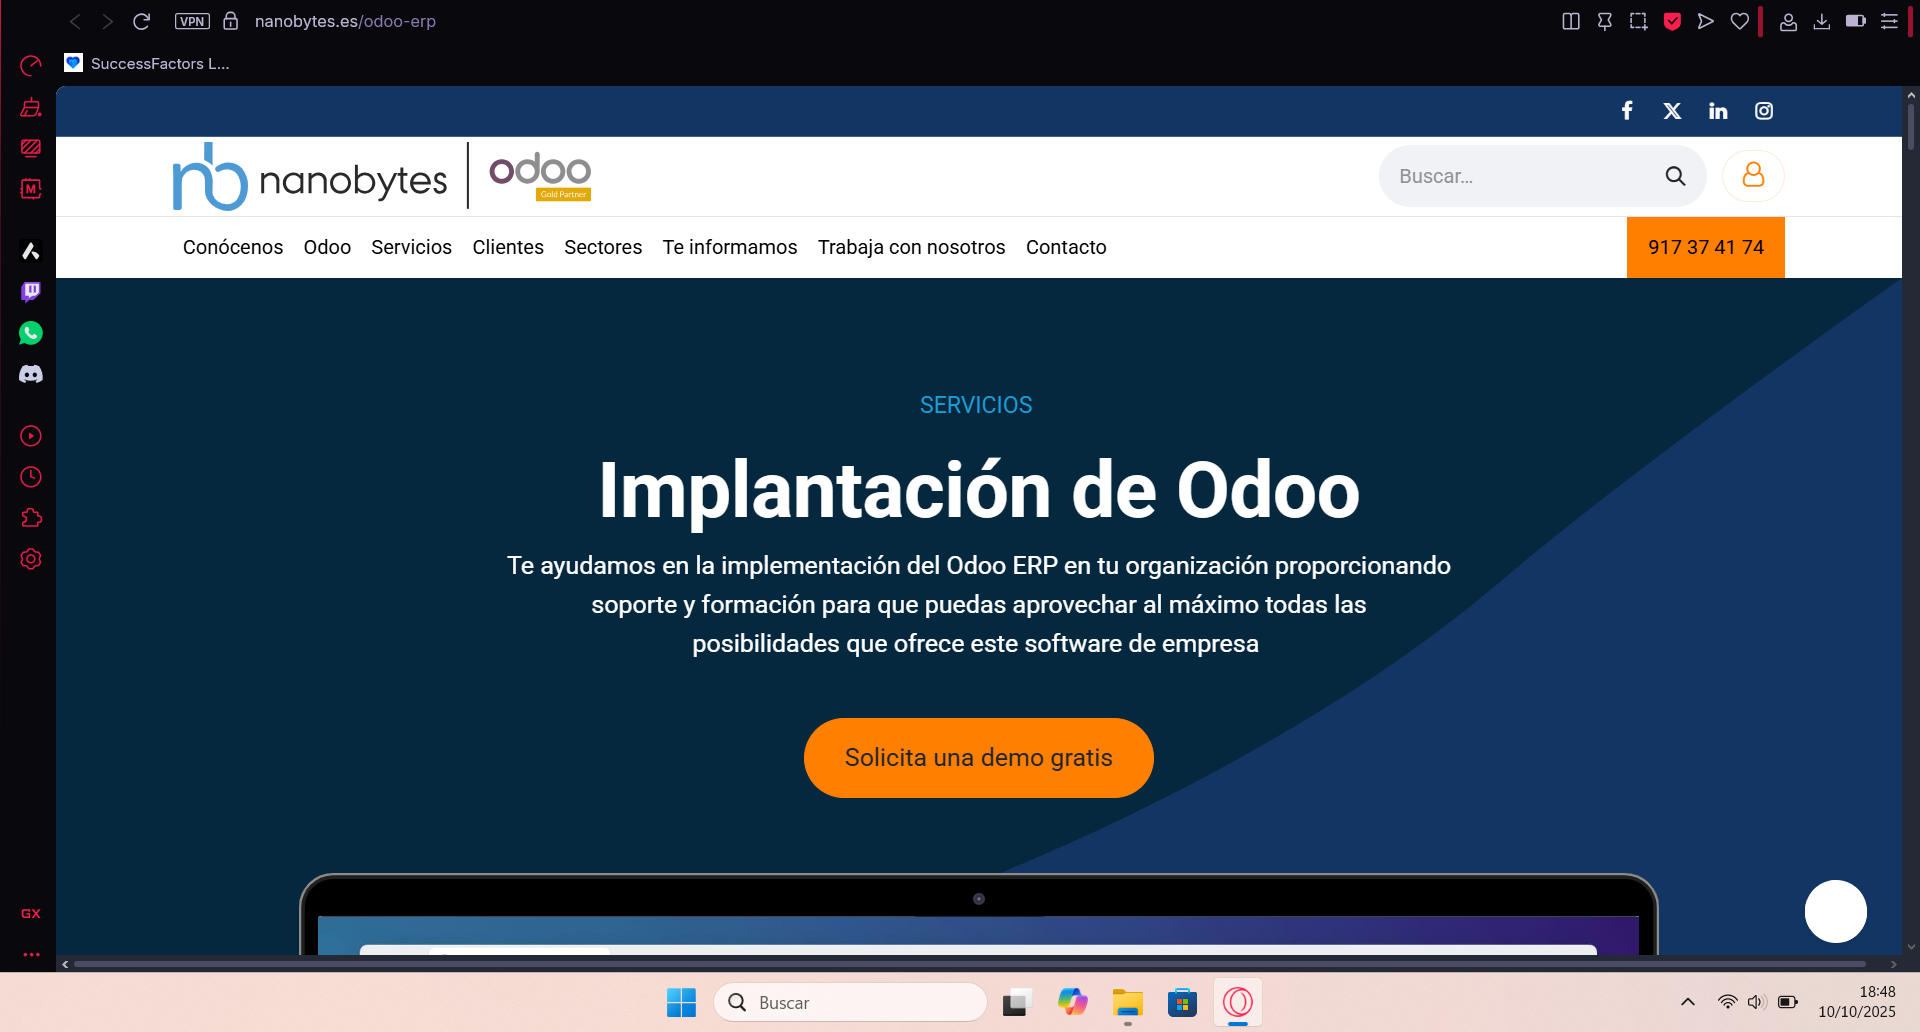 VPN
nanobytes.es/odoo-erp
SuccessFactors L...
M
nb nanobytes
odoo
Gold Partner
Buscar...
Conócenos Odoo Servicios Clientes Sectores Te informamos Trabaja con nosotros Contacto
917 37 41 74
SERVICIOS
Implantación de Odoo
Te ayudamos en la implementación del Odoo ERP en tu organización proporcionando
soporte y formación para que puedas aprovechar al máximo todas las
posibilidades que ofrece este software de empresa
Solicita una demo gratis
GX
Buscar
18:48
10/10/2025